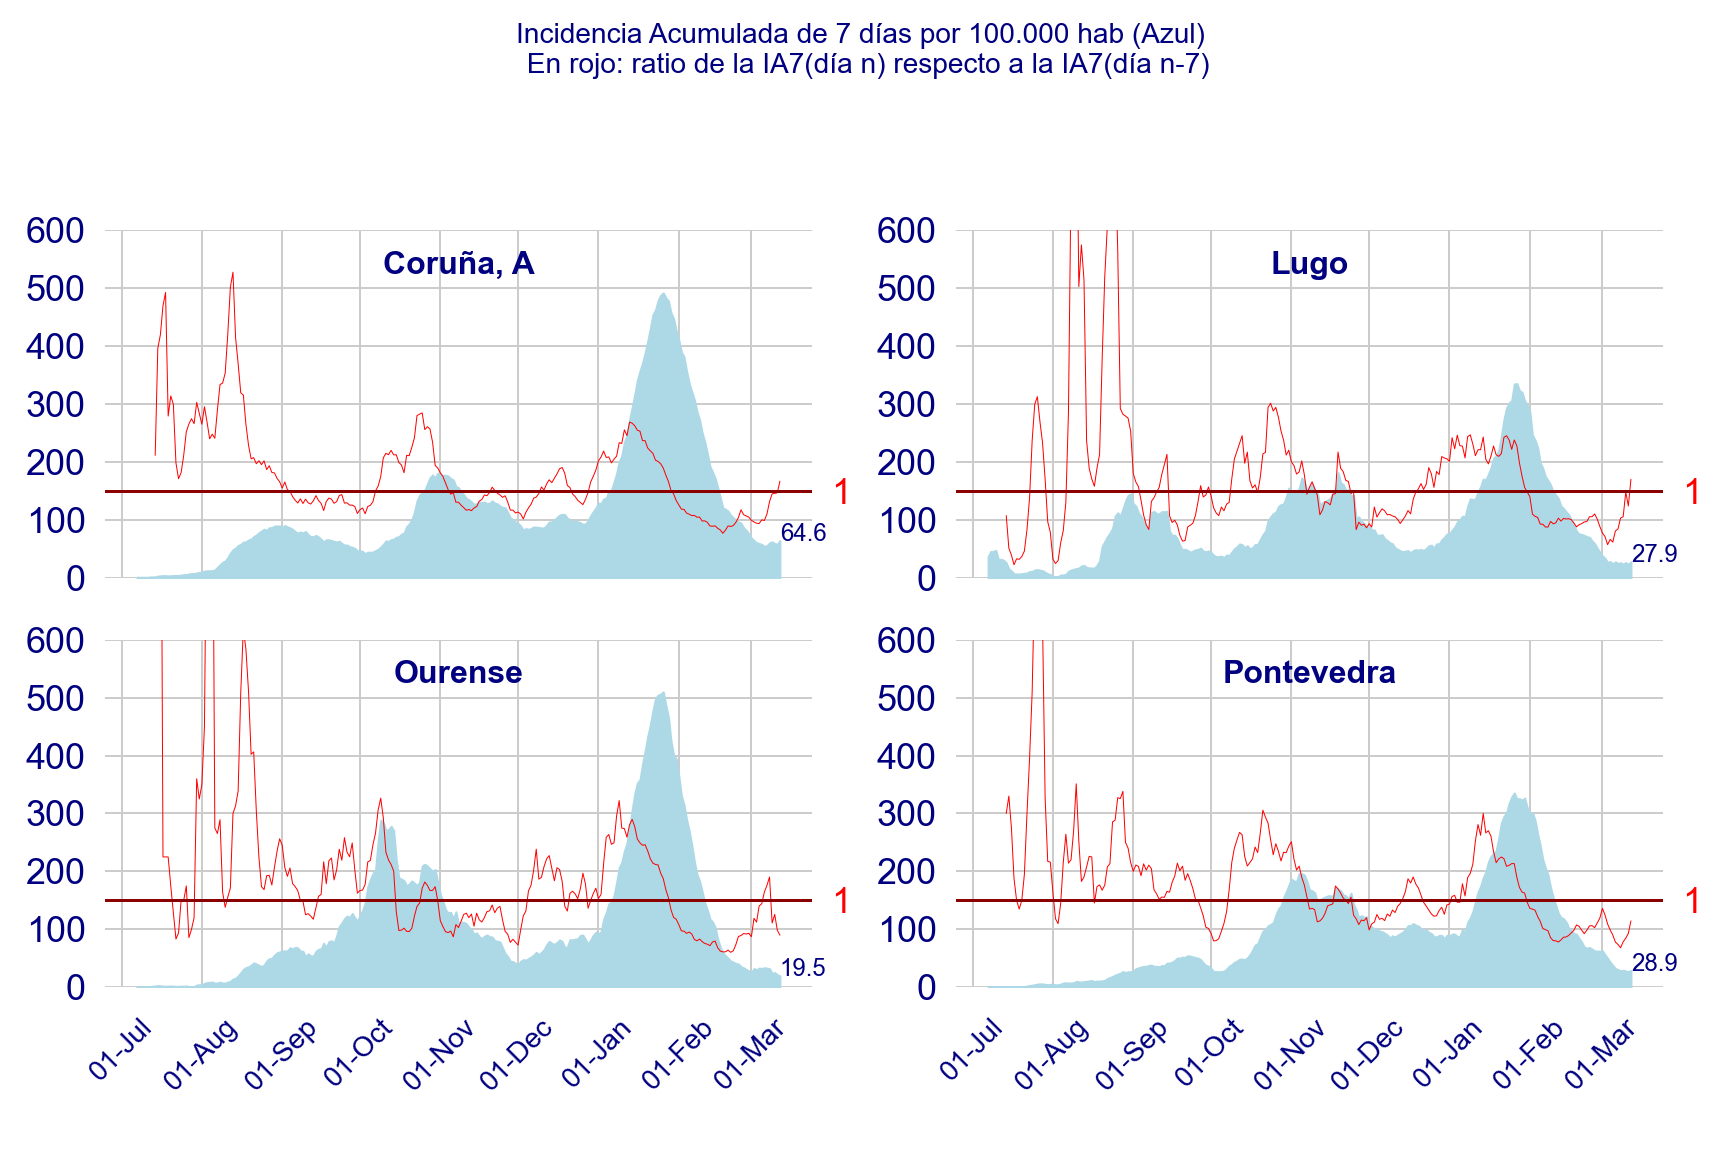 Incidencia Acumulada de 7 días por 100.000 hab (Azul)
En rojo: ratio de la IA7(día n) respecto a la IA7(día n-7)
Coruña, A
600
500
400
300
200
100
0
1
64.6
Lugo
600
500
400
300
200
100
0
1
27.9
Ourense
600
500
400
300
200
100
0
1
19.5
01-Jul
01-Aug
01-Sep
01-Oct
01-Nov
01-Dec
01-Jan
01-Feb
01-Mar
Pontevedra
600
500
400
300
200
100
0
1
28.9
01-Jul
01-Aug
01-Sep
01-Oct
01-Nov
01-Dec
01-Jan
01-Feb
01-Mar